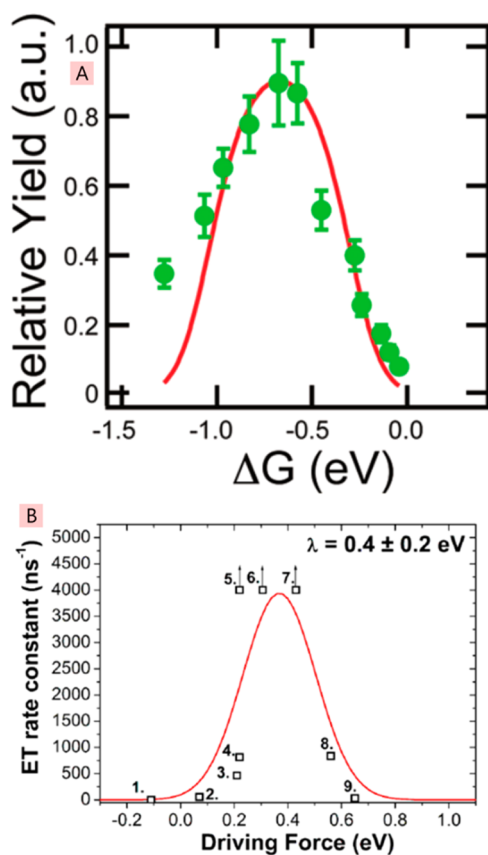 A
Relative Yield (a.u.)
1.0
0.8
0.6
0.4
0.2
0
-1.5 -1.0 -0.5 0.0
ΔG (eV)
B
λ = 0.4 ± 0.2 eV
ET rate constant (ns⁻¹)
5000
4500
4000
3500
3000
2500
2000
1500
1000
500
0
5. 6. 7.
4. 8.
3.
1. 2. 9.
-0.2 0.0 0.2 0.4 0.6 0.8 1.0
Driving Force (eV)